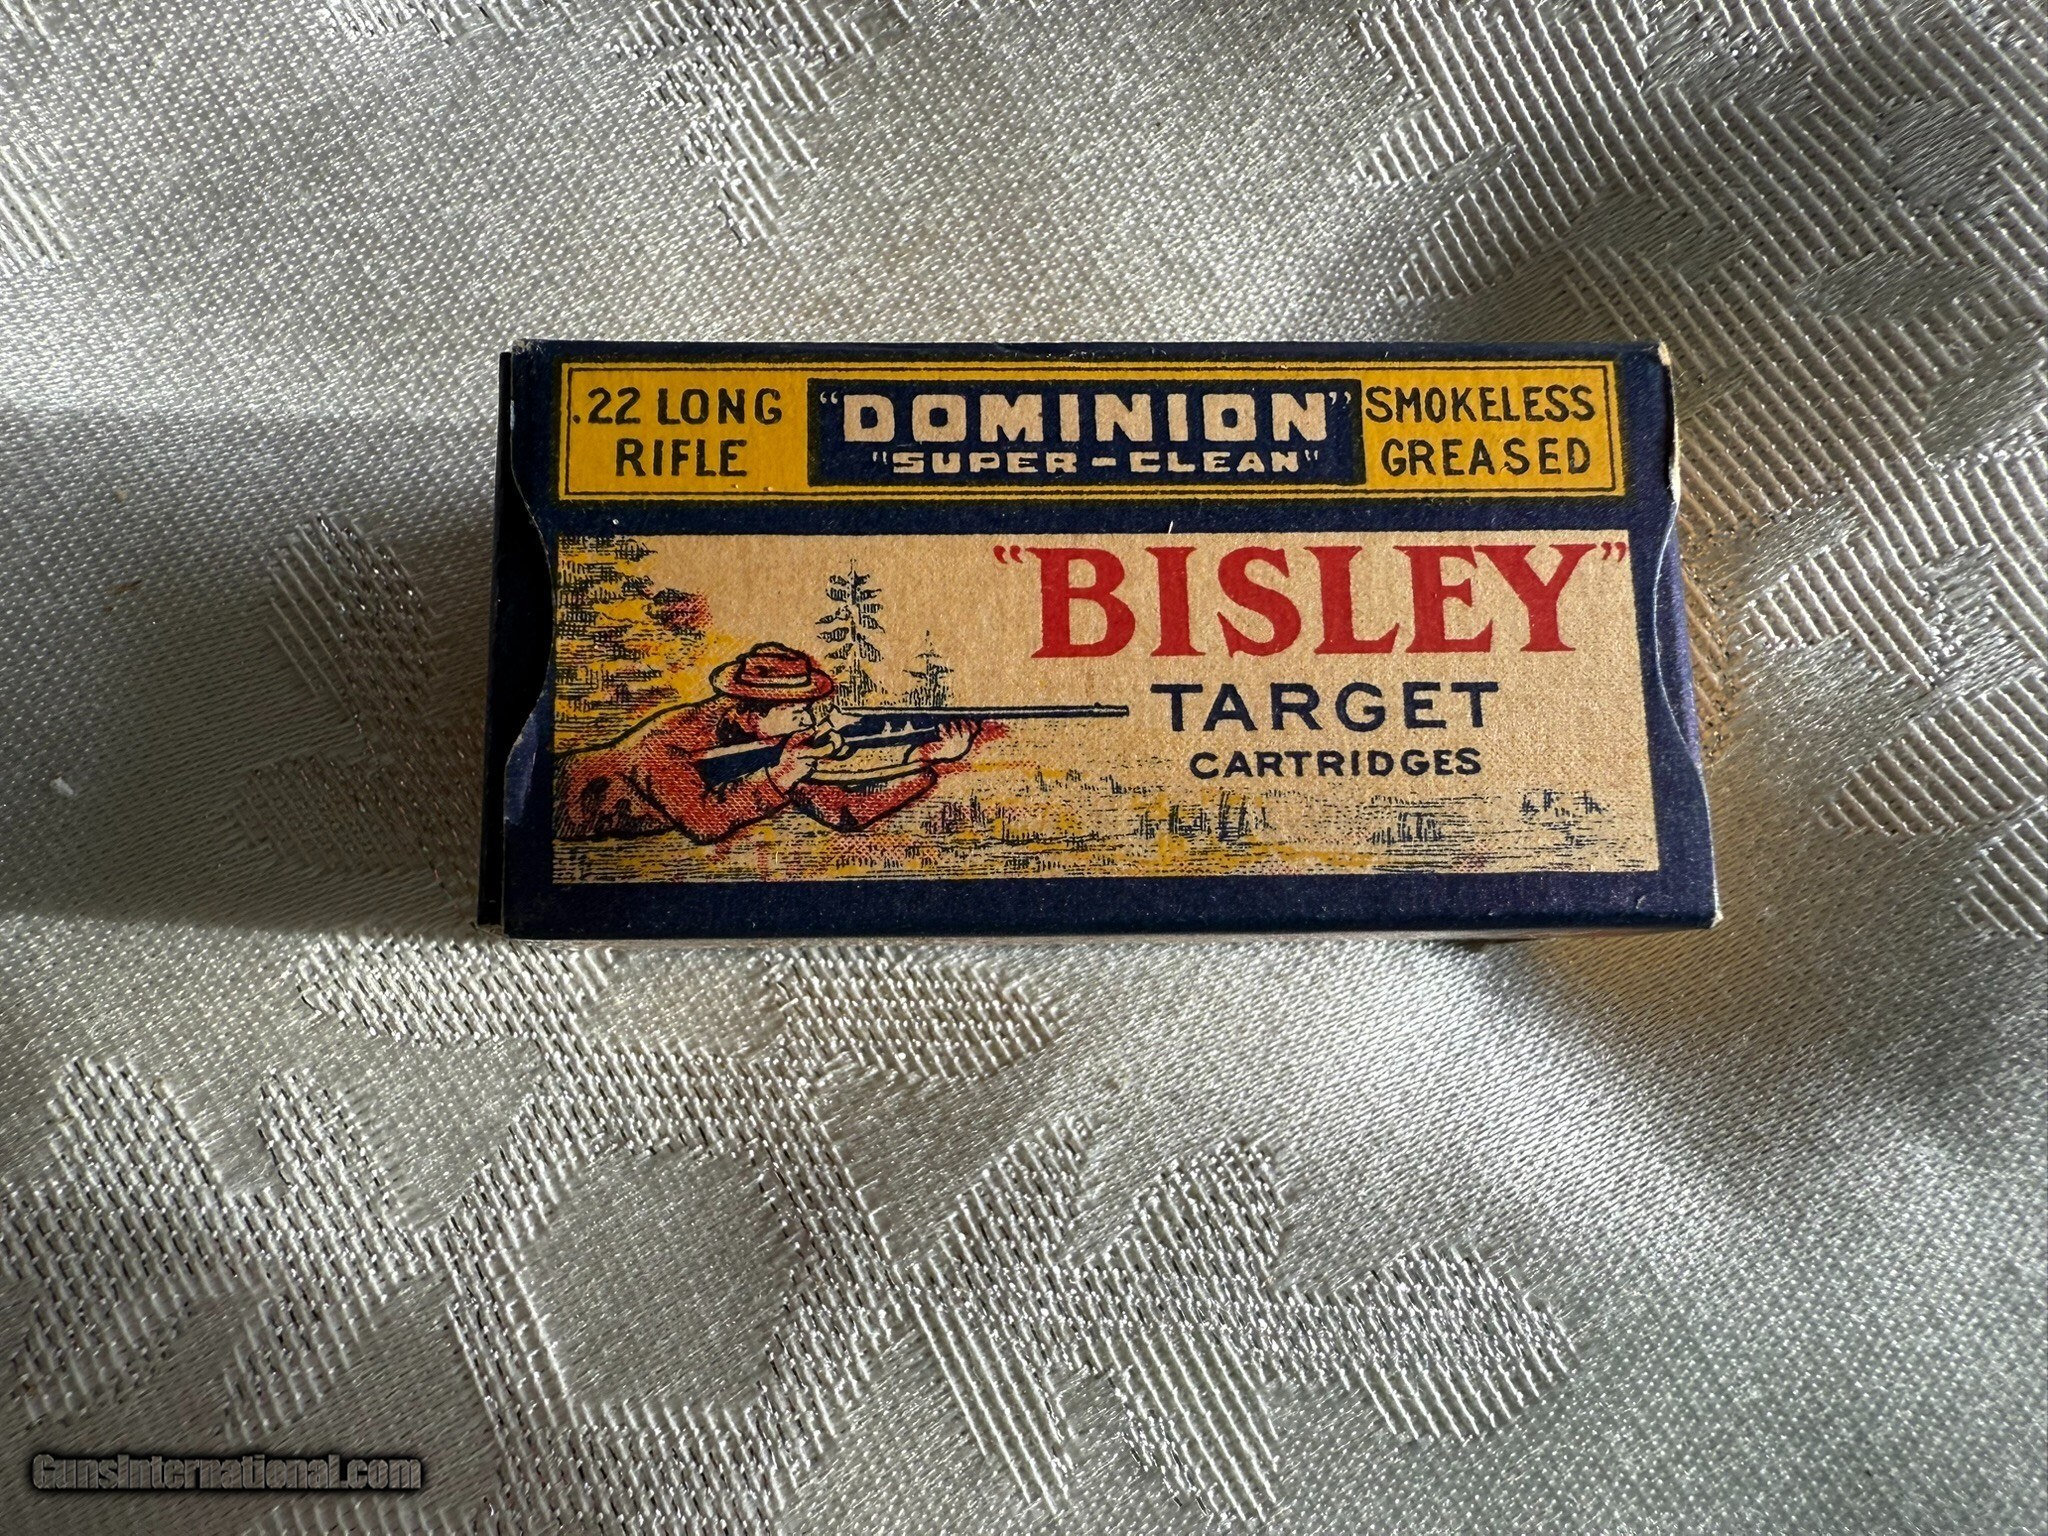 .22 LONG
RIFLE
"DOMINION"
"SUPER-CLEAN"
SMOKELESS
GREASED
"BISLEY"
TARGET
CARTRIDGES
GunsInternational.com